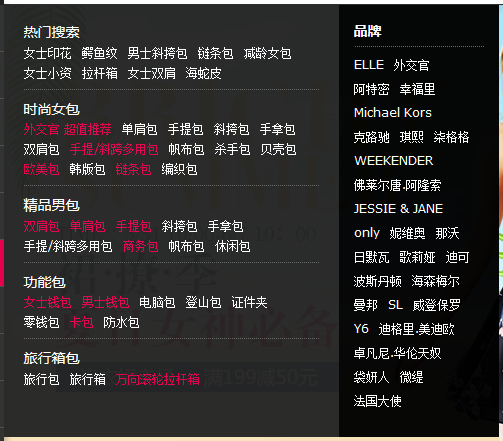 热门搜索
女士印花 鳄鱼纹 男士斜挎包 链条包 减龄女包
女士小资 拉杆箱 女士双肩 海蛇皮
时尚女包
外交官 超值推荐 单肩包 手提包 斜挎包 手拿包
双肩包 手提/斜跨多用包 帆布包 杀手包 贝壳包
欧美包 韩版包 链条包 编织包
精品男包
双肩包 单肩包 手提包 斜挎包 手拿包
手提/斜跨多用包 商务包 帆布包 休闲包
功能包
女士钱包 男士钱包 电脑包 登山包 证件夹
零钱包 卡包 防水包
旅行箱包
旅行包 旅行箱 万向滚轮拉杆箱
满199减50元
品牌
ELLE 外交官
阿特密 幸福里
Michael Kors
克路驰 琪熙 柒格格
WEEKENDER
佛莱尔唐.阿隆索
JESSIE & JANE
only 妮维奥 那沃
日默瓦 歌莉娅 迪可
波斯丹顿 海森梅尔
曼邦 SL 威登保罗
Y6 迪格里.美迪欧
卓凡尼.华伦天奴
袋妍人 微缇
法国大使